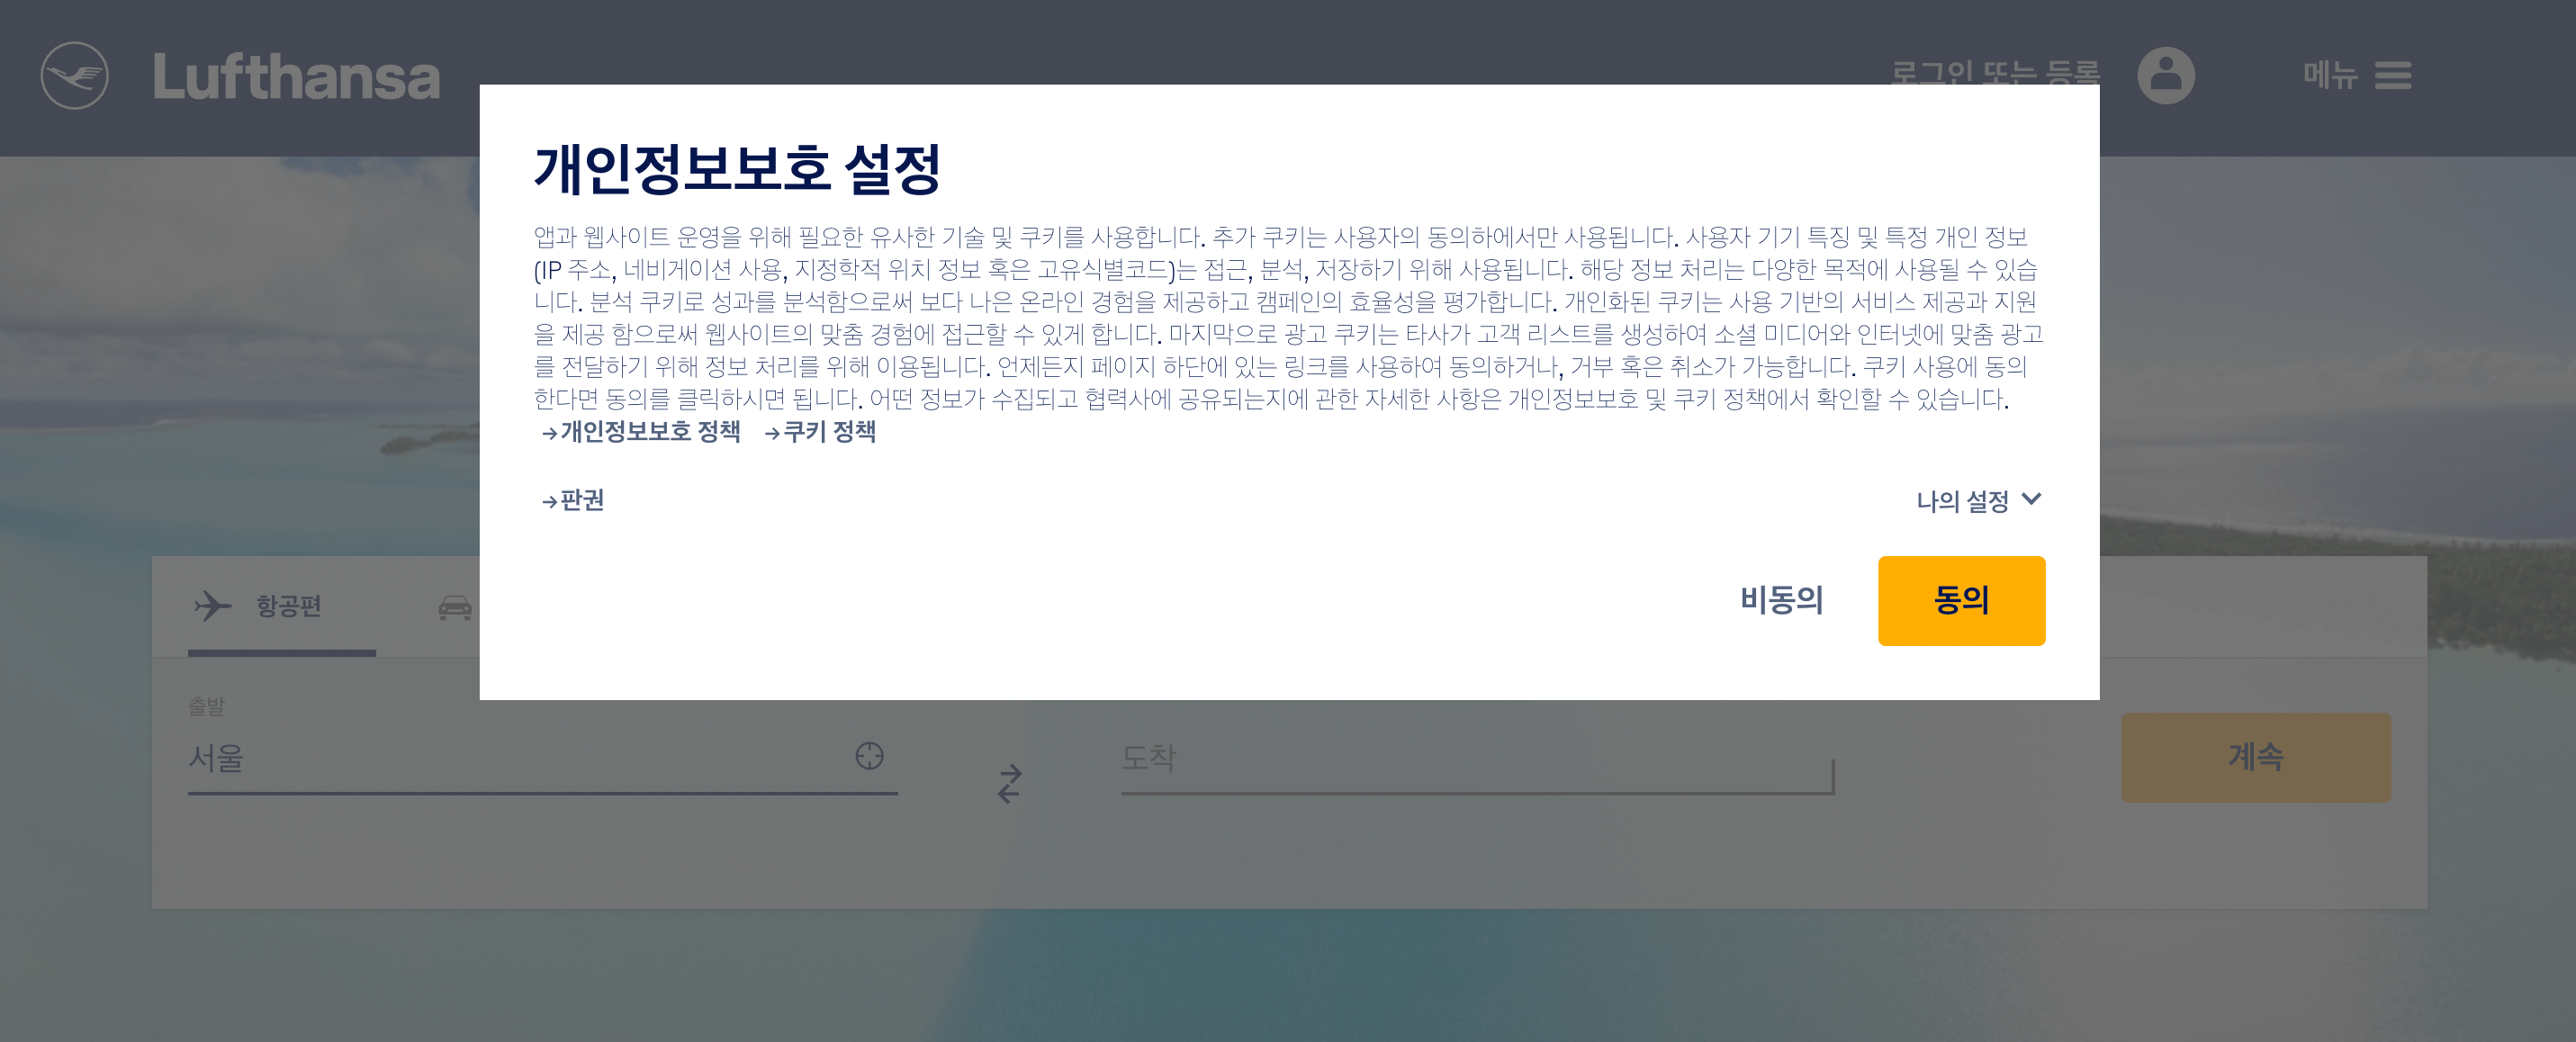 Lufthansa
로그인 또는 등록
메뉴
개인정보보호 설정
앱과 웹사이트 운영을 위해 필요한 유사한 기술 및 쿠키를 사용합니다. 추가 쿠키는 사용자의 동의하에서만 사용됩니다. 사용자 기기 특징 및 특정 개인 정보
(IP 주소, 네비게이션 사용, 지정학적 위치 정보 혹은 고유식별코드)는 접근, 분석, 저장하기 위해 사용됩니다. 해당 정보 처리는 다양한 목적에 사용될 수 있습
니다. 분석 쿠키로 성과를 분석함으로써 보다 나은 온라인 경험을 제공하고 캠페인의 효율성을 평가합니다. 개인화된 쿠키는 사용 기반의 서비스 제공과 지원
을 제공 함으로써 웹사이트의 맞춤 경험에 접근할 수 있게 합니다. 마지막으로 광고 쿠키는 타사가 고객 리스트를 생성하여 소셜 미디어와 인터넷에 맞춤 광고
를 전달하기 위해 정보 처리를 위해 이용됩니다. 언제든지 페이지 하단에 있는 링크를 사용하여 동의하거나, 거부 혹은 취소가 가능합니다. 쿠키 사용에 동의
한다면 동의를 클릭하시면 됩니다. 어떤 정보가 수집되고 협력사에 공유되는지에 관한 자세한 사항은 개인정보보호 및 쿠키 정책에서 확인할 수 있습니다.
→개인정보보호 정책 →쿠키 정책
→판권
나의 설정
비동의
동의
항공편
출발
서울
도착
계속